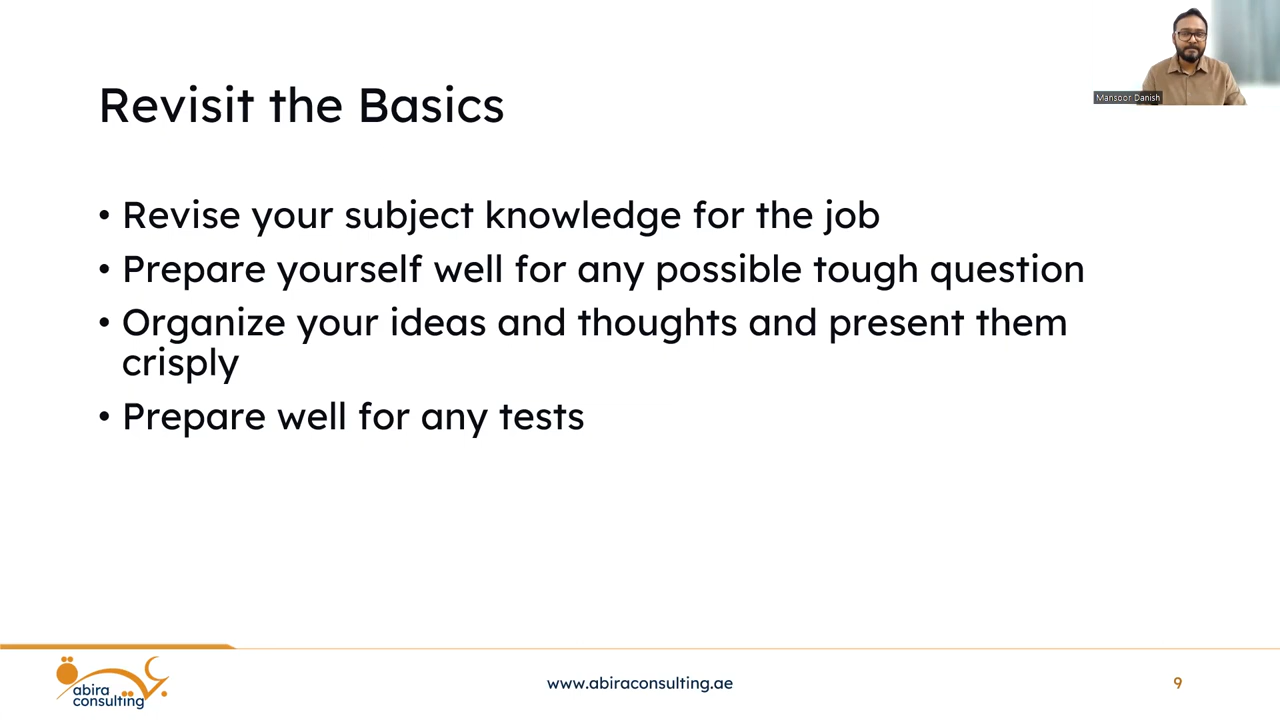 Mansoor Danish
Revisit the Basics
• Revise your subject knowledge for the job
• Prepare yourself well for any possible tough question
• Organize your ideas and thoughts and present them
crisply
• Prepare well for any tests
abira
consulting
www.abiraconsulting.ae
9